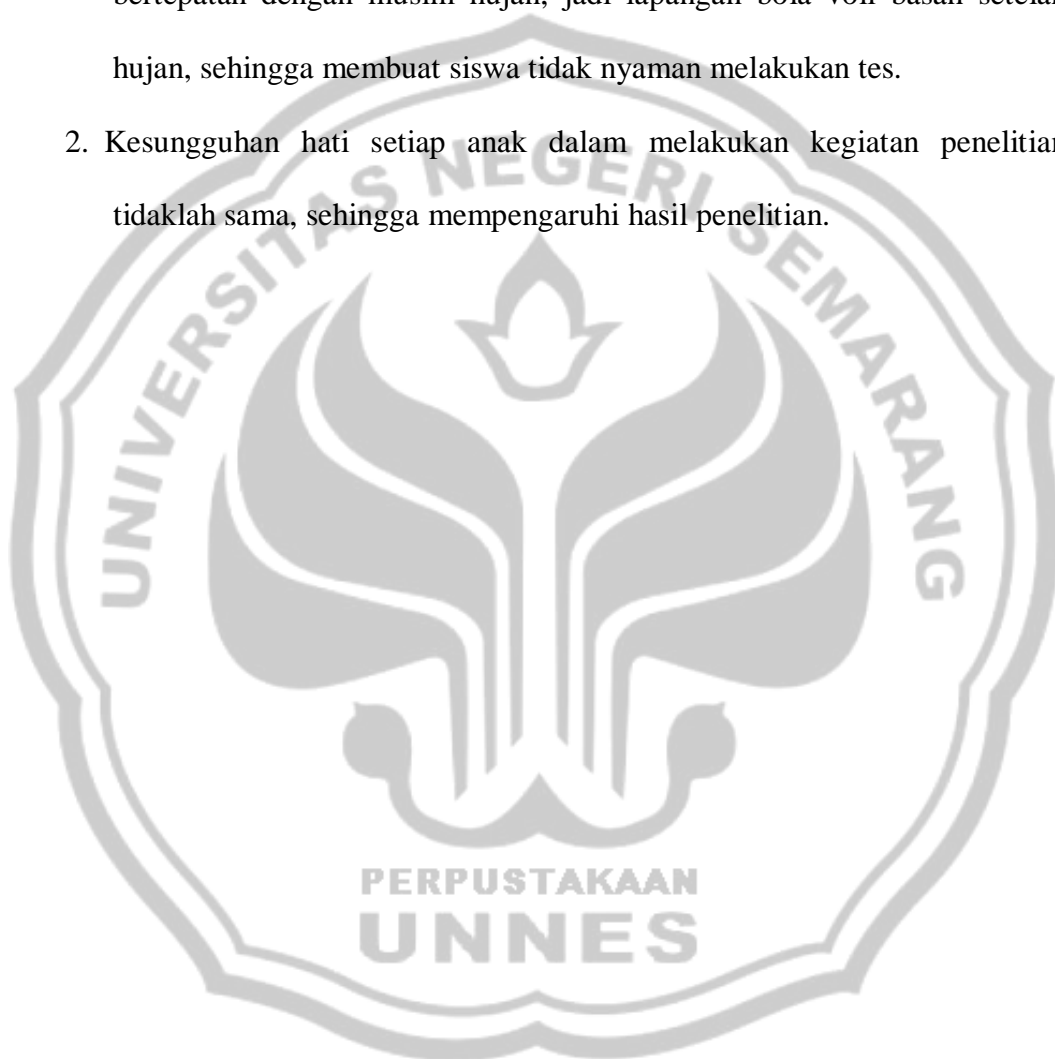 bertepatan dengan musim hujan, jadi lapangan bola voli basah setelah
hujan, sehingga membuat siswa tidak nyaman melakukan tes.
2. Kesungguhan hati setiap anak dalam melakukan kegiatan penelitian
tidaklah sama, sehingga mempengaruhi hasil penelitian.
UNIVERSITAS NEGERI SEMARANG
PERPUSTAKAAN
UNNES